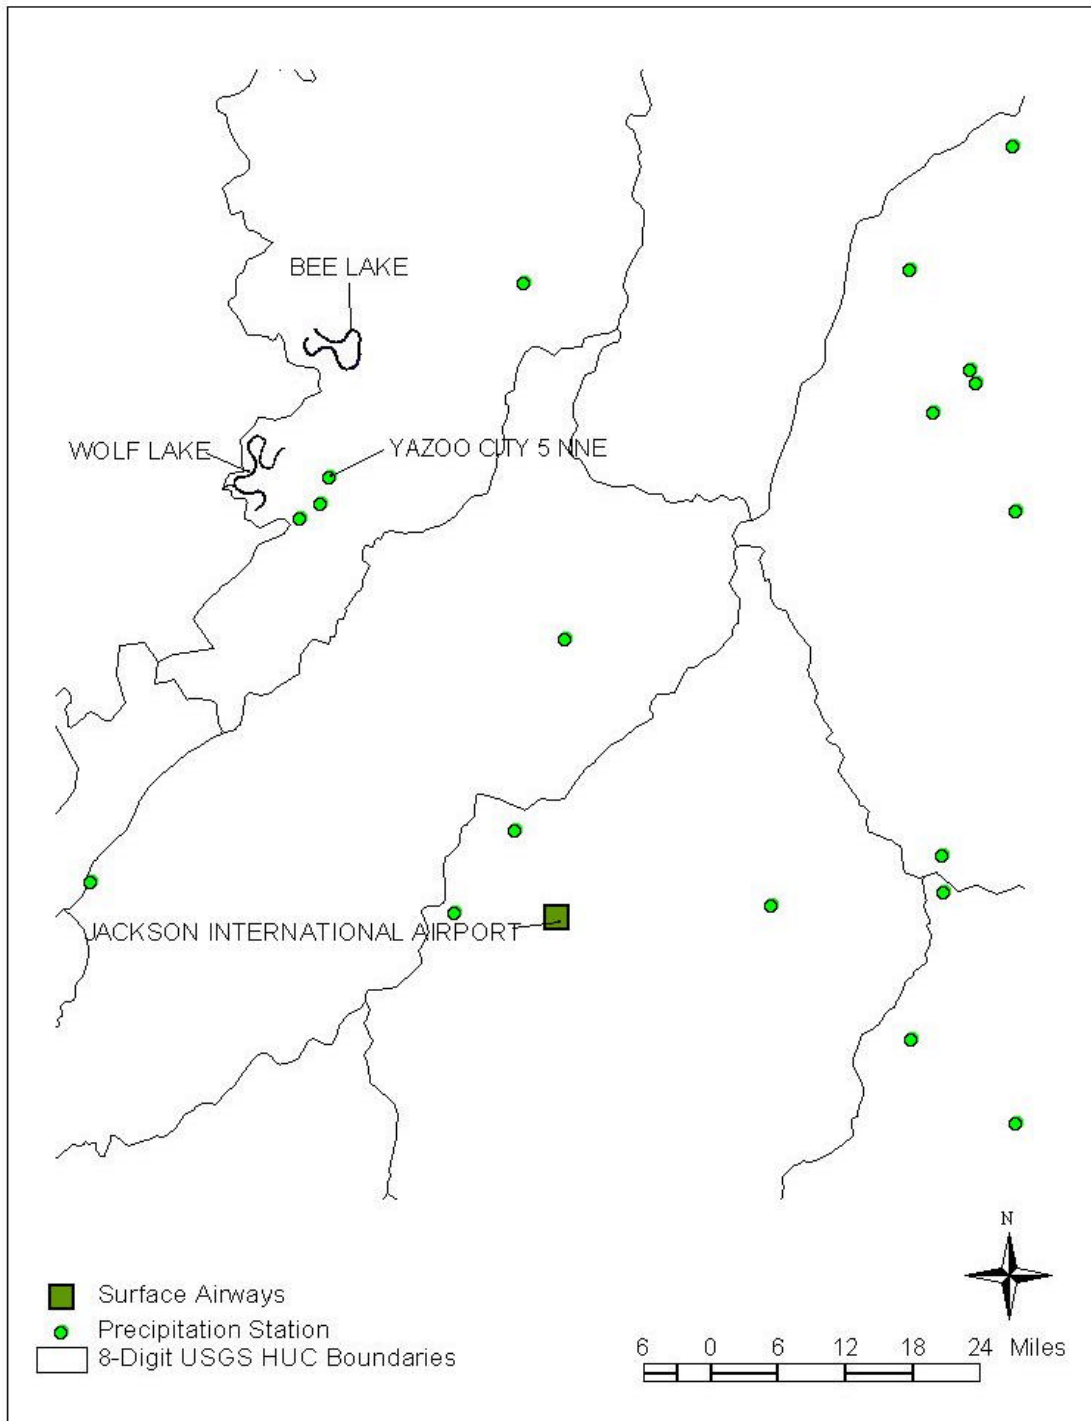 BEE LAKE
WOLF LAKE
YAZOO CITY 5 NNE
JACKSON INTERNATIONAL AIRPORT
N
Surface Airways
Precipitation Station
8-Digit USGS HUC Boundaries
6 0 6 12 18 24 Miles